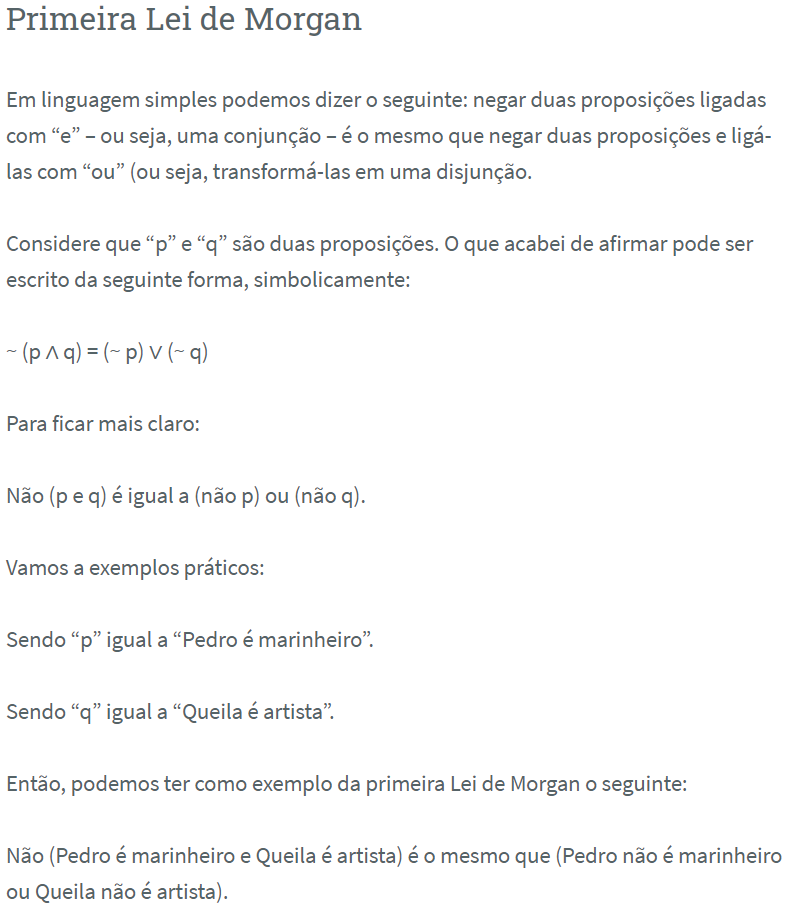 Primeira Lei de Morgan
Em linguagem simples podemos dizer o seguinte: negar duas proposições ligadas
com “e” – ou seja, uma conjunção – é o mesmo que negar duas proposições e ligá-
las com “ou” (ou seja, transformá-las em uma disjunção.
Considere que “p” e “q” são duas proposições. O que acabei de afirmar pode ser
escrito da seguinte forma, simbolicamente:
~ (p ∧ q) = (~ p) ∨ (~ q)
Para ficar mais claro:
Não (p e q) é igual a (não p) ou (não q).
Vamos a exemplos práticos:
Sendo “p” igual a “Pedro é marinheiro”.
Sendo “q” igual a “Queila é artista”.
Então, podemos ter como exemplo da primeira Lei de Morgan o seguinte:
Não (Pedro é marinheiro e Queila é artista) é o mesmo que (Pedro não é marinheiro
ou Queila não é artista).